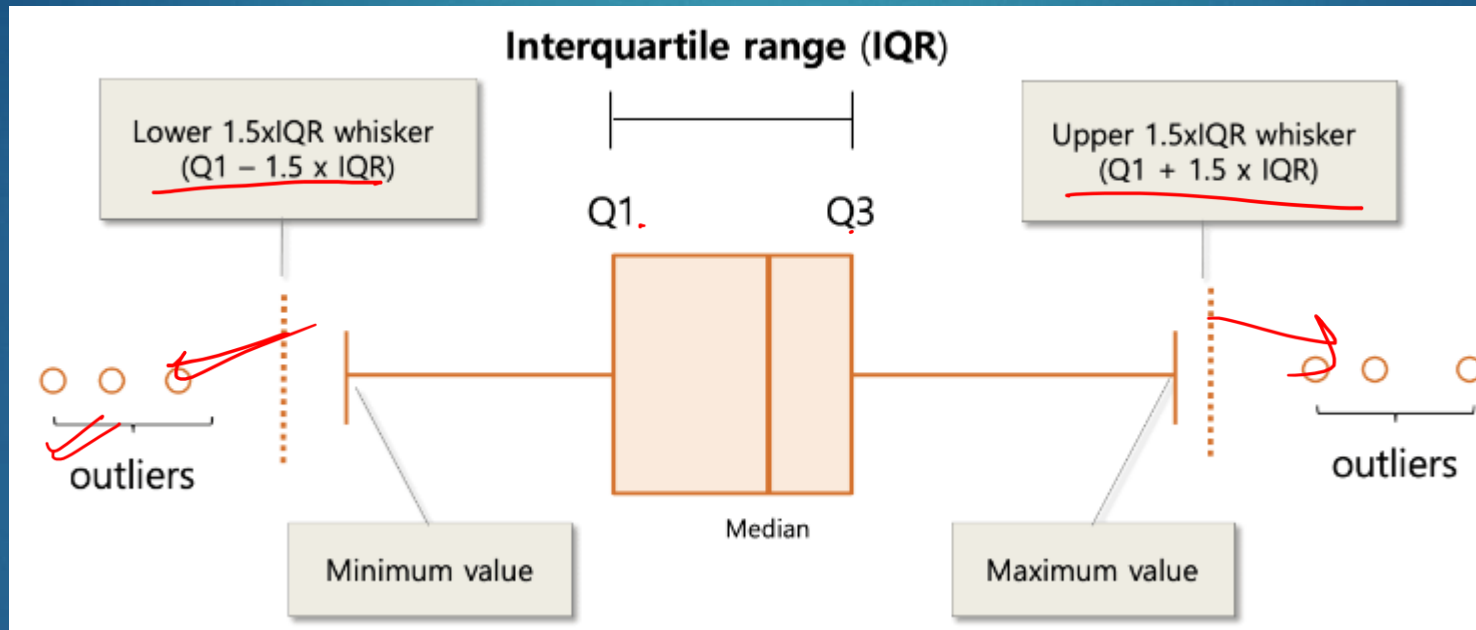 Interquartile range (IQR)
Lower 1.5xIQR whisker
(Q1 – 1.5 x IQR)
Upper 1.5xIQR whisker
(Q1 + 1.5 x IQR)
Q1
Q3
outliers
outliers
Median
Minimum value
Maximum value